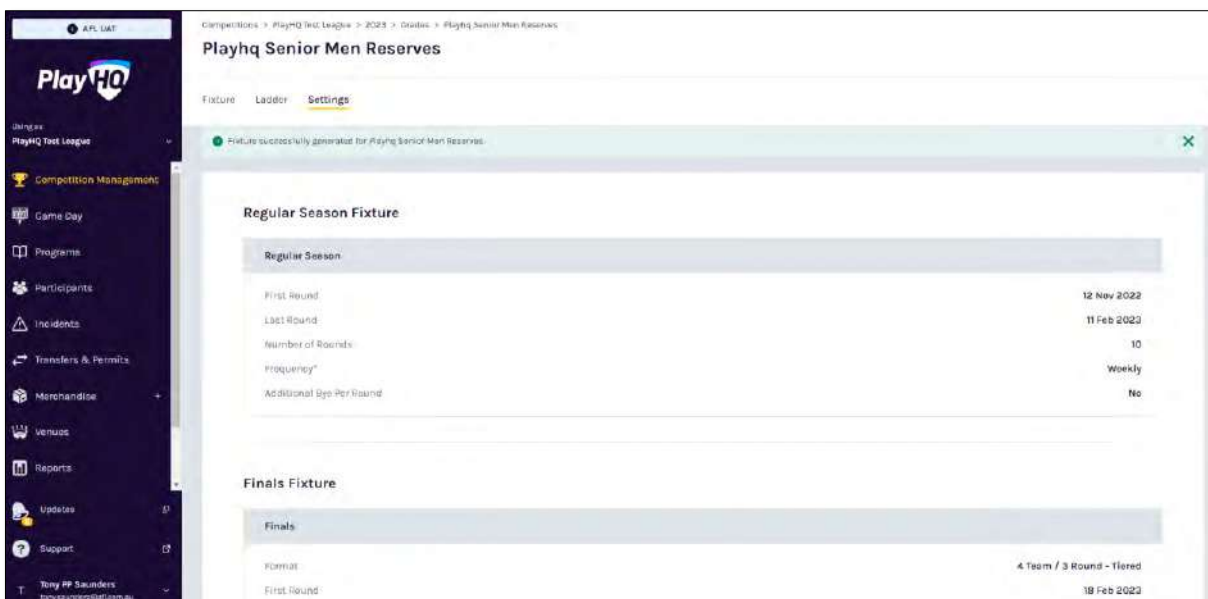 AFL UAT
PlayHQ
Using as
PlayHQ Test League
Competition Management
Game Day
Programs
Participants
Incidents
Transfers & Permits
Merchandise +
Venues
Reports
Updates
Support
T Tony PP Saunders
Competitions > PlayHQ Test League > 2023 > Grades > Playhq Senior Men Reserves
Playhq Senior Men Reserves
Fixture Ladder Settings
Fixture successfully generated for Playhq Senior Men Reserves
Regular Season Fixture
Regular Season
First Round 12 Nov 2022
Last Round 11 Feb 2023
Number of Rounds 10
Frequency* Weekly
Additional Bye Per Round No
Finals Fixture
Finals
Format 4 Team / 3 Round - Tiered
First Round 18 Feb 2023